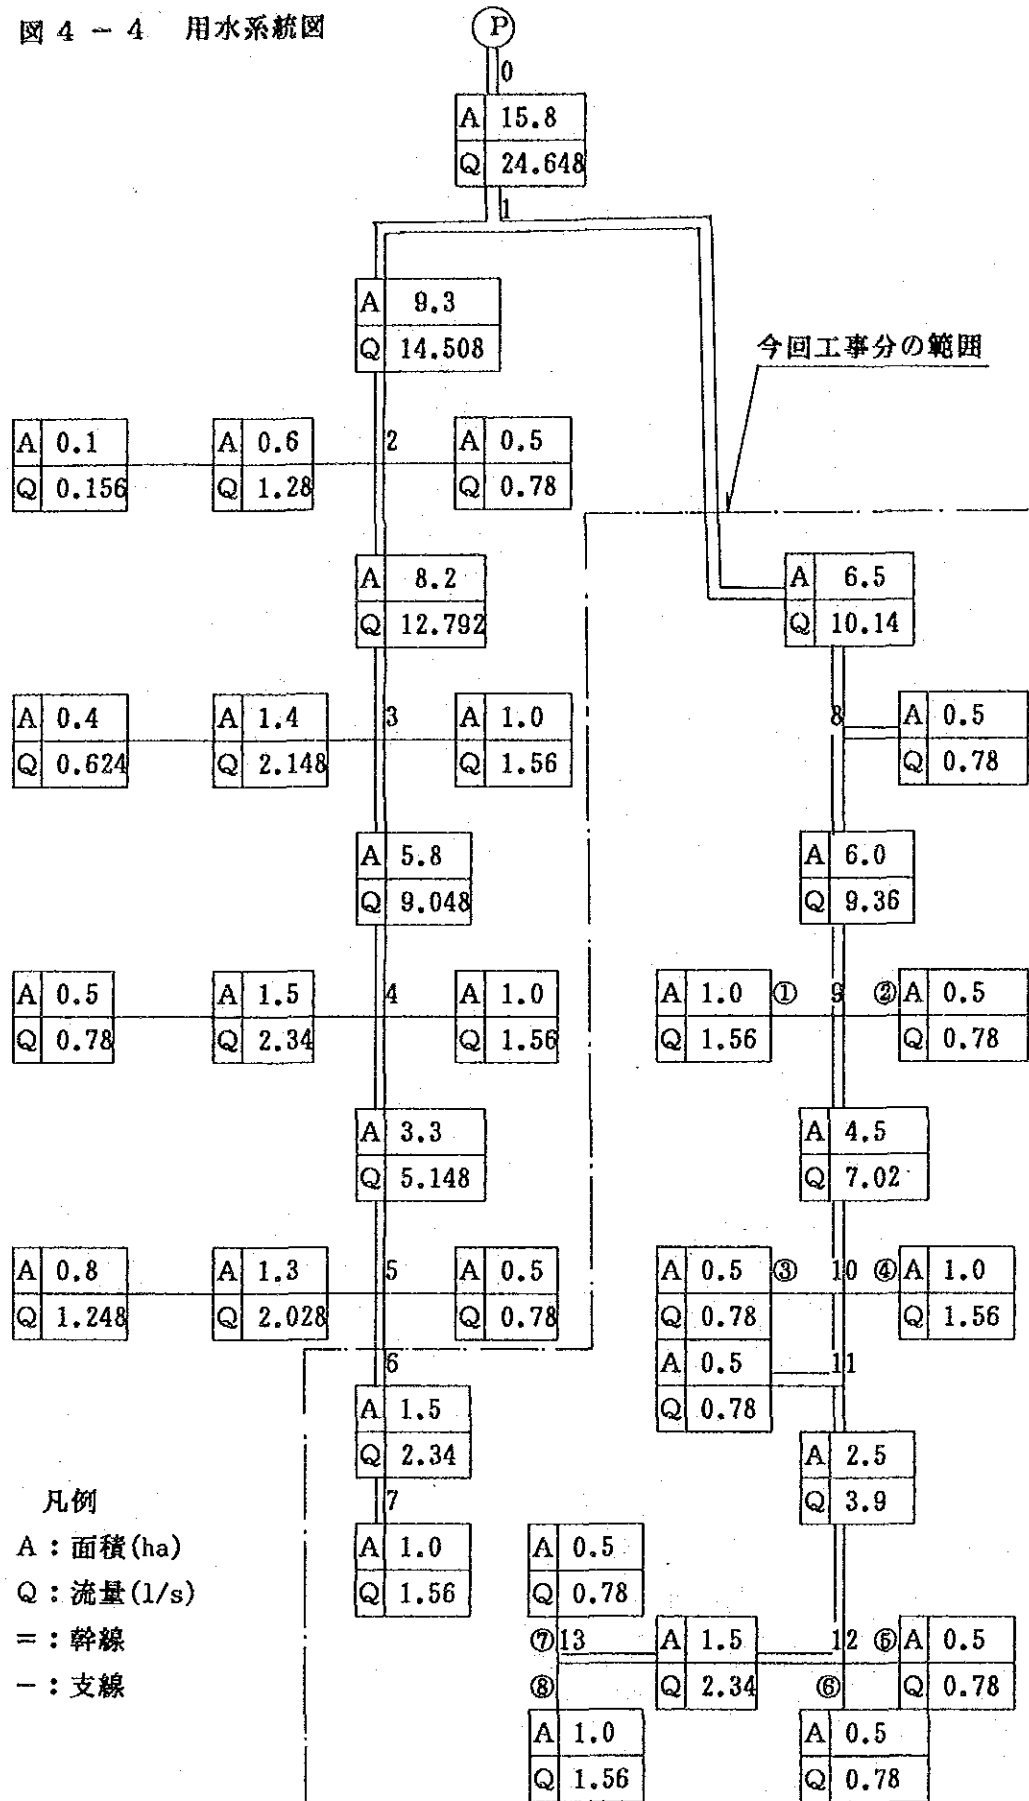 図 4 － 4　用水系統図
P
0
A 15.8
Q 24.648
1
A 9.3
Q 14.508
今回工事分の範囲
A 0.1
Q 0.156
A 0.6
Q 1.28
2
A 0.5
Q 0.78
A 8.2
Q 12.792
A 6.5
Q 10.14
A 0.4
Q 0.624
A 1.4
Q 2.148
3
A 1.0
Q 1.56
8
A 0.5
Q 0.78
A 5.8
Q 9.048
A 6.0
Q 9.36
A 0.5
Q 0.78
A 1.5
Q 2.34
4
A 1.0
Q 1.56
A 1.0
Q 1.56
①
9
②
A 0.5
Q 0.78
A 3.3
Q 5.148
A 4.5
Q 7.02
A 0.8
Q 1.248
A 1.3
Q 2.028
5
A 0.5
Q 0.78
A 0.5
Q 0.78
③
10
④
A 1.0
Q 1.56
6
A 0.5
Q 0.78
11
A 1.5
Q 2.34
A 2.5
Q 3.9
7
A 1.0
Q 1.56
A 0.5
Q 0.78
⑦
13
⑧
A 1.5
Q 2.34
12
⑤
⑥
A 0.5
Q 0.78
A 1.0
Q 1.56
A 0.5
Q 0.78
凡例
A：面積(ha)
Q：流量(l/s)
＝：幹線
－：支線